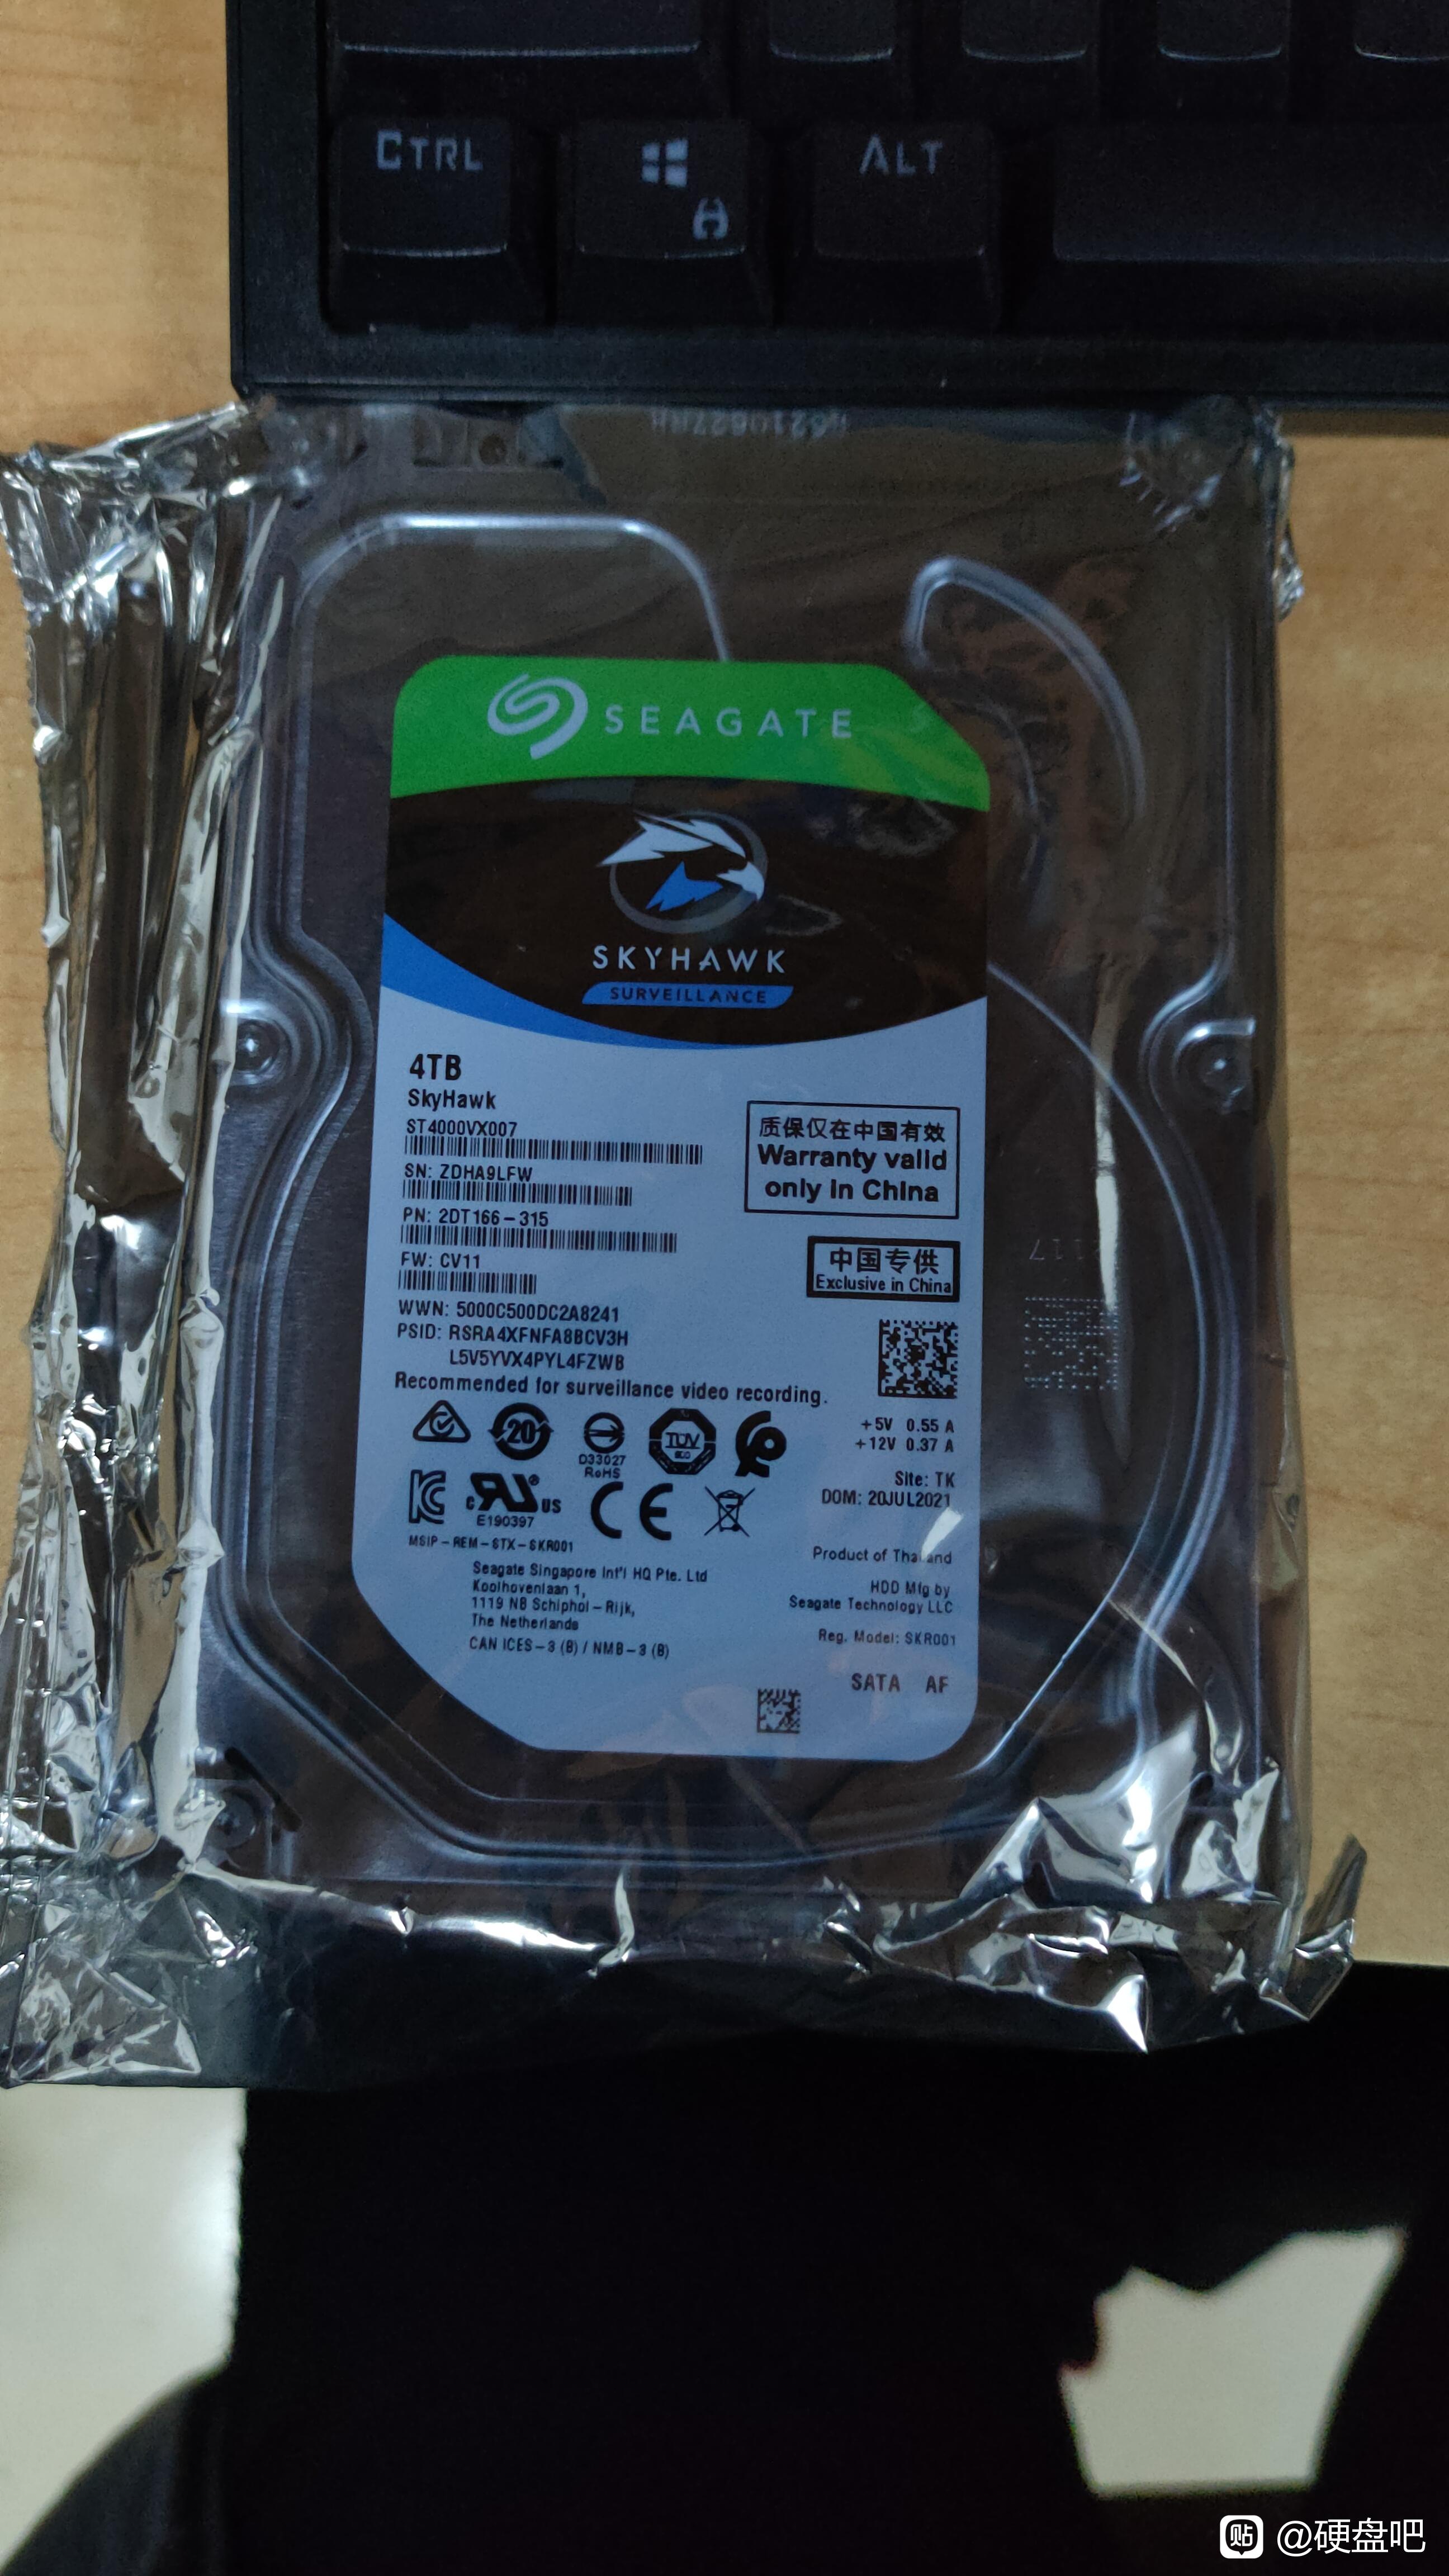 CTRL
ALT
SEAGATE
SKYHAWK
SURVEILLANCE
4TB
SkyHawk
ST4000VX007
SN: ZDHA9LFW
PN: 2DT166-315
FW: CV11
WWN: 5000C500DC2A8241
PSID: RSRA4XFNFA8BCV3H
L5V5YVX4PYL4FZWB
质保仅在中国有效
Warranty valid
only in China
中国专供
Exclusive in China
Recommended for surveillance video recording.
+5V 0.55 A
+12V 0.37 A
20
D33027
RoHS
TUV
Site: TK
DOM: 20JUL2021
c US
E190397
CE
MSIP-REM-STX-SKR001
Seagate Singapore Int'l HQ Pte. Ltd
Koolhovenlaan 1,
1119 NB Schiphol-Rijk,
The Netherlands
CAN ICES-3 (B) / NMB-3 (B)
Product of Thailand
HDD Mfg by
Seagate Technology LLC
Reg. Model: SKR001
SATA AF
贴 @硬盘吧